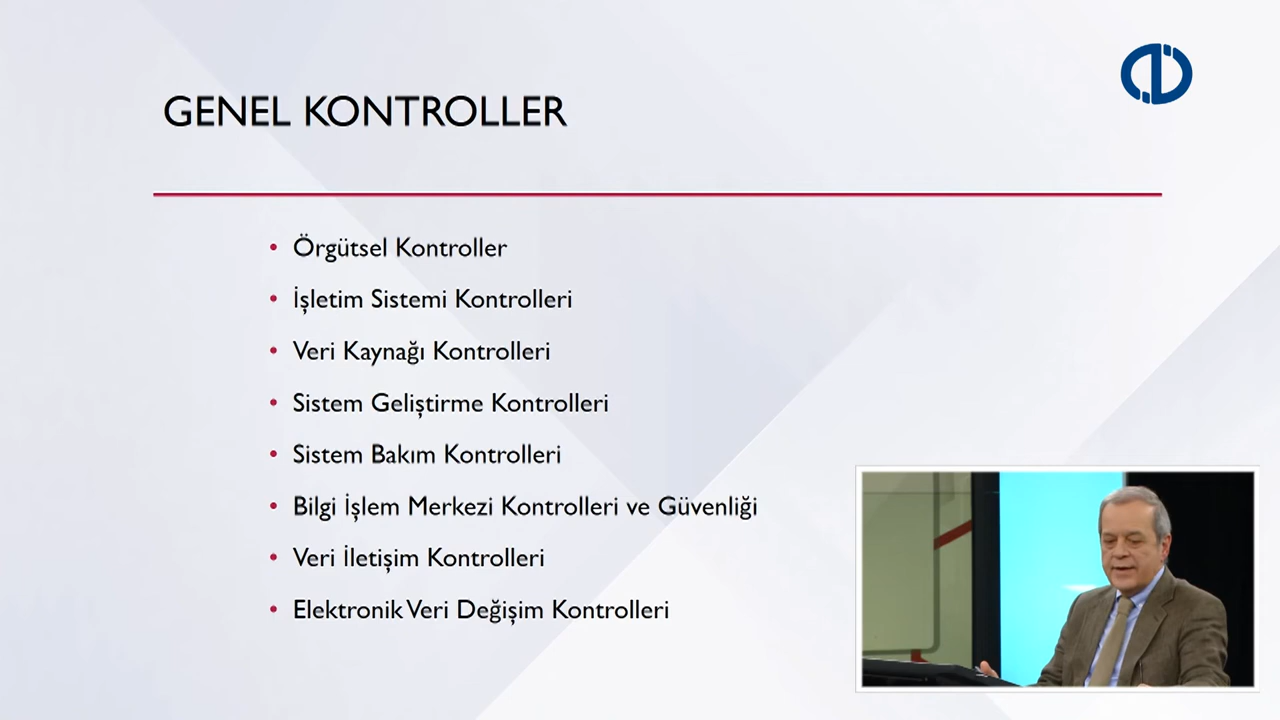 GENEL KONTROLLER
• Örgütsel Kontroller
• İşletim Sistemi Kontrolleri
• Veri Kaynağı Kontrolleri
• Sistem Geliştirme Kontrolleri
• Sistem Bakım Kontrolleri
• Bilgi İşlem Merkezi Kontrolleri ve Güvenliği
• Veri İletişim Kontrolleri
• Elektronik Veri Değişim Kontrolleri